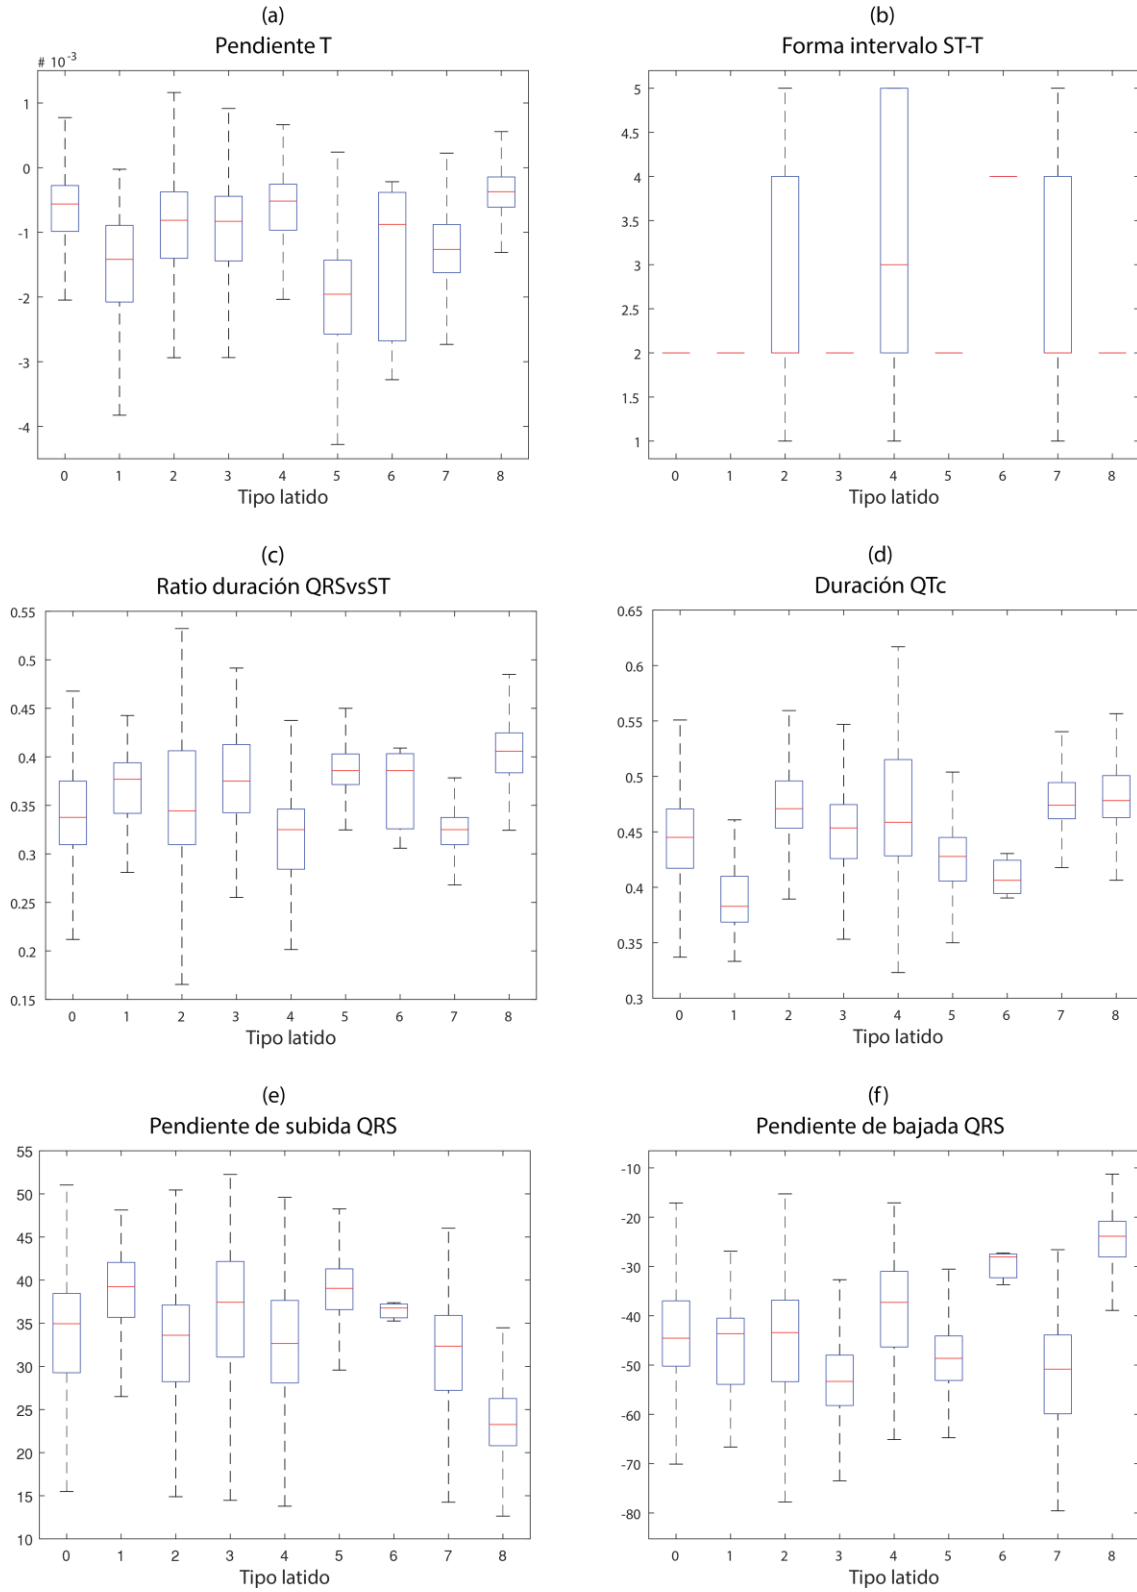 (a)
Pendiente T
# 10 -3
1
0
-1
-2
-3
-4
0 1 2 3 4 5 6 7 8
Tipo latido
(b)
Forma intervalo ST-T
5
4.5
4
3.5
3
2.5
2
1.5
1
0 1 2 3 4 5 6 7 8
Tipo latido
(c)
Ratio duración QRSvsST
0.55
0.5
0.45
0.4
0.35
0.3
0.25
0.2
0.15
0 1 2 3 4 5 6 7 8
Tipo latido
(d)
Duración QTc
0.65
0.6
0.55
0.5
0.45
0.4
0.35
0.3
0 1 2 3 4 5 6 7 8
Tipo latido
(e)
Pendiente de subida QRS
55
50
45
40
35
30
25
20
15
10
0 1 2 3 4 5 6 7 8
Tipo latido
(f)
Pendiente de bajada QRS
-10
-20
-30
-40
-50
-60
-70
-80
0 1 2 3 4 5 6 7 8
Tipo latido